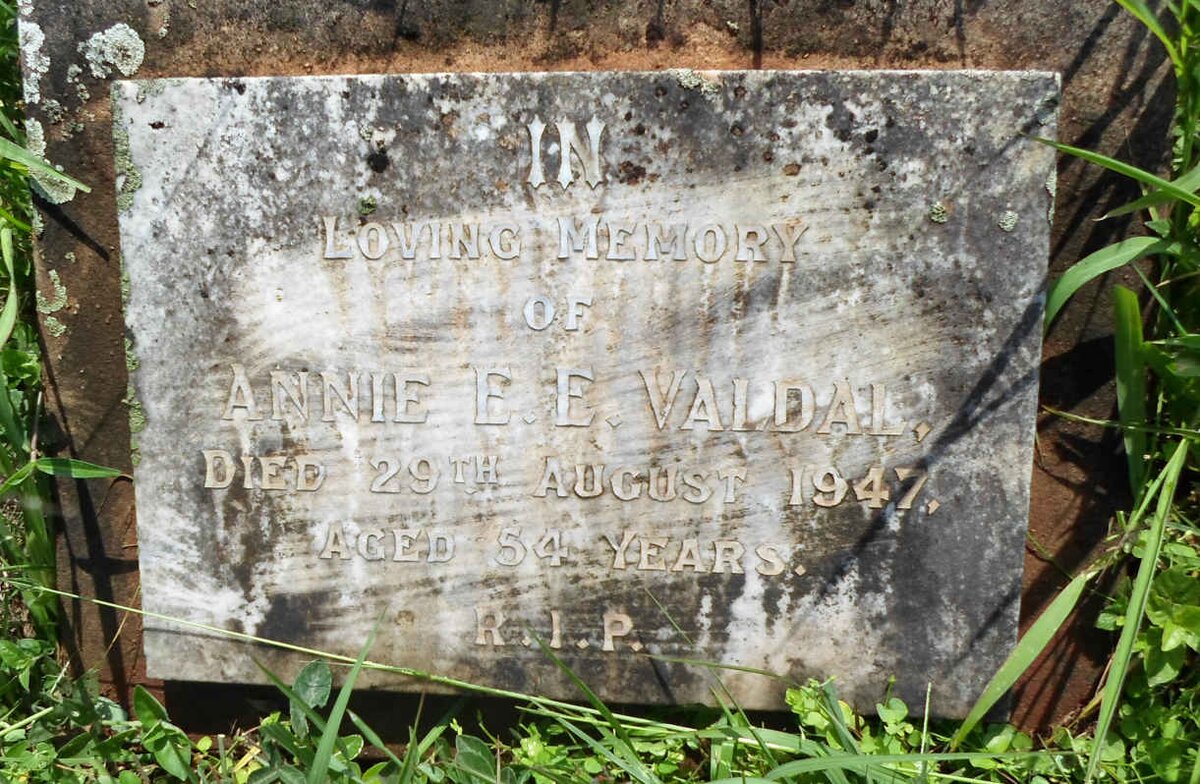 IN
LOVING MEMORY
OF
ANNIE E.E. VALDAL,
DIED 29TH AUGUST 1947,
AGED 54 YEARS.
R.I.P.